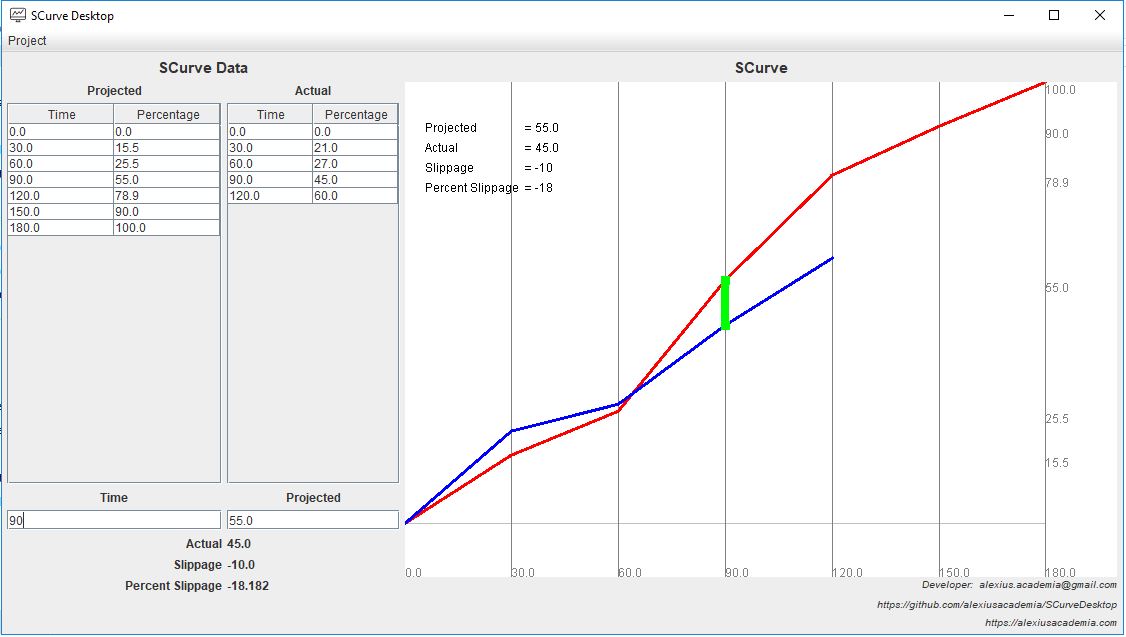 SCurve Desktop
Project
SCurve Data
Projected Actual
Time Percentage Time Percentage
0.0 0.0 0.0 0.0
30.0 15.5 30.0 21.0
60.0 25.5 60.0 27.0
90.0 55.0 90.0 45.0
120.0 78.9 120.0 60.0
150.0 90.0
180.0 100.0
Time Projected
90 55.0
Actual 45.0
Slippage -10.0
Percent Slippage -18.182
SCurve
Projected = 55.0
Actual = 45.0
Slippage = -10
Percent Slippage = -18
100.0
90.0
78.9
55.0
25.5
15.5
0.0 30.0 60.0 90.0 120.0 150.0 180.0
Developer: alexius.academia@gmail.com
https://github.com/alexiusacademia/SCurveDesktop
https://alexiusacademia.com